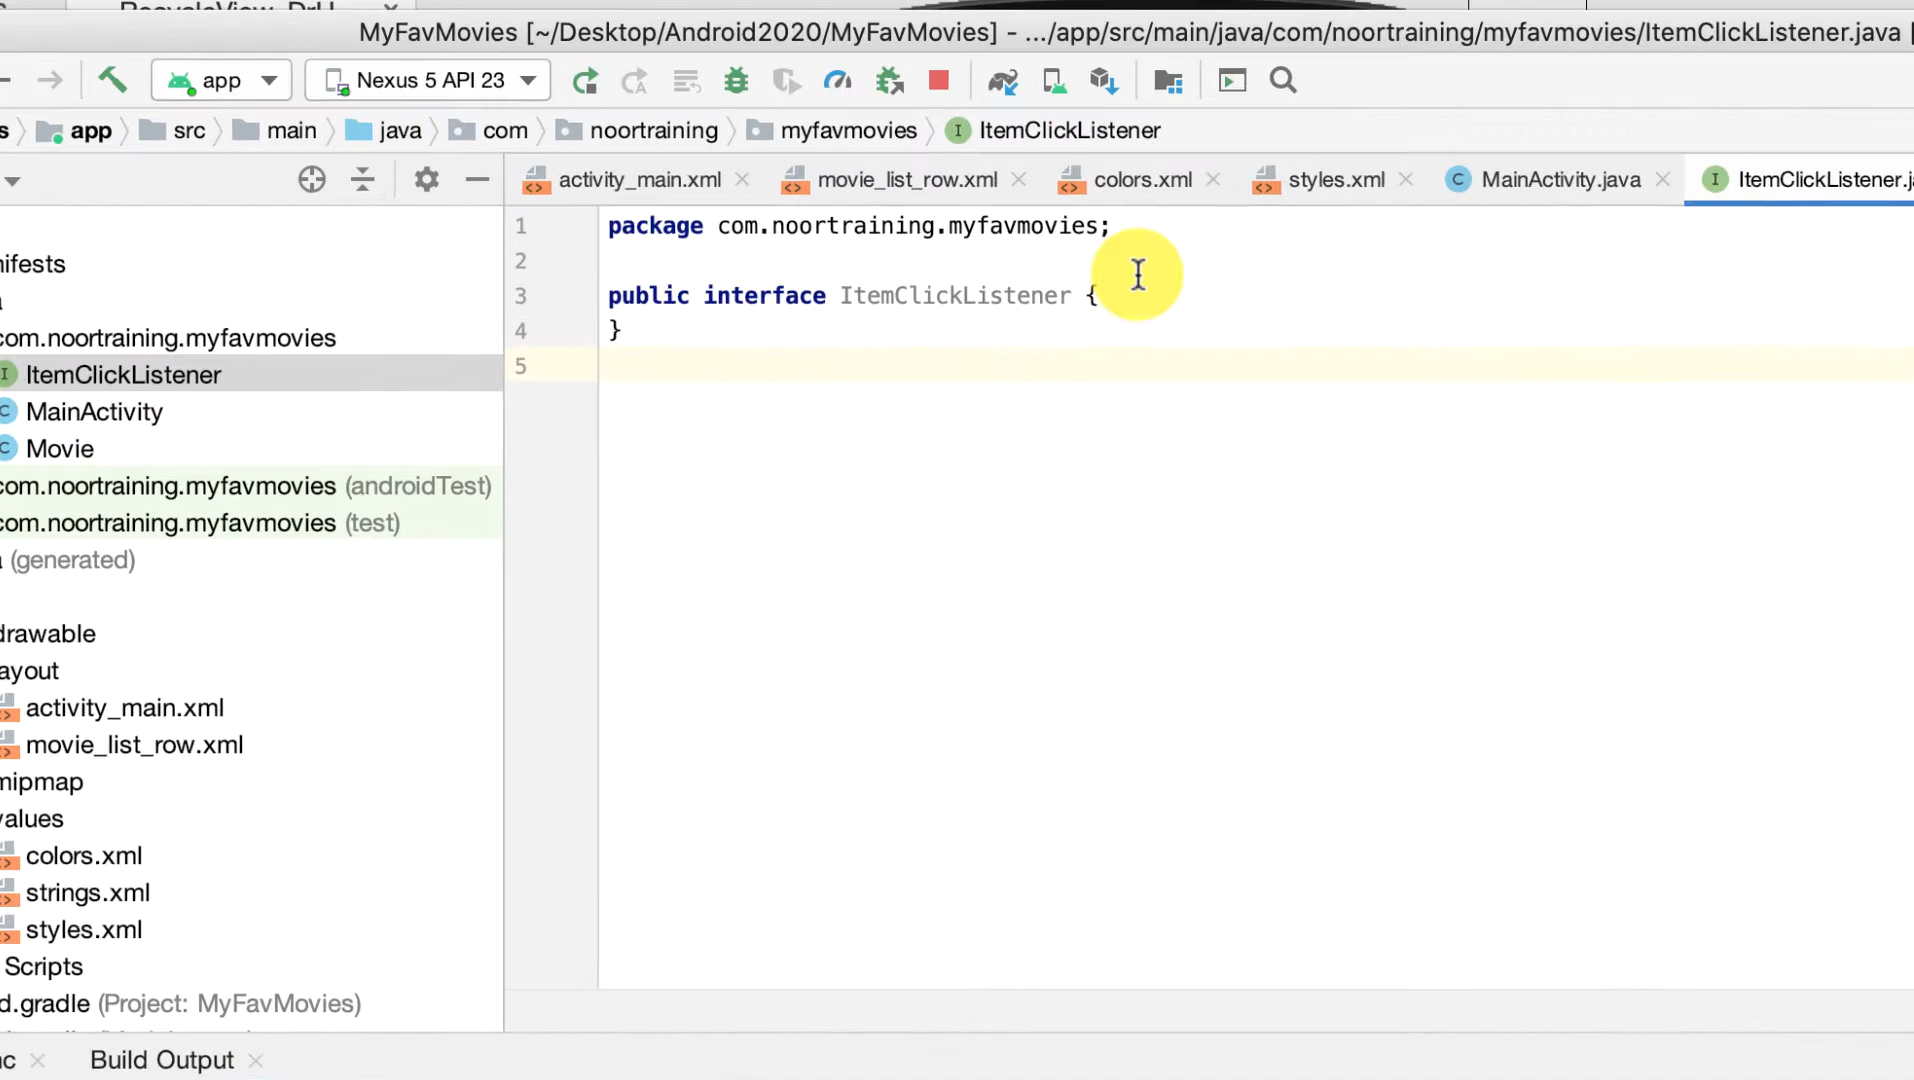 MyFavMovies [~/Desktop/Android2020/MyFavMovies] - .../app/src/main/java/com/noortraining/myfavmovies/ItemClickListener.java [
app Nexus 5 API 23
s app src main java com noortraining myfavmovies ItemClickListener
activity_main.xml movie_list_row.xml colors.xml styles.xml MainActivity.java ItemClickListener.j
1 package com.noortraining.myfavmovies;
2
3 public interface ItemClickListener {
4 }
5
nifests
a
com.noortraining.myfavmovies
ItemClickListener
MainActivity
Movie
com.noortraining.myfavmovies (androidTest)
com.noortraining.myfavmovies (test)
a (generated)
drawable
ayout
activity_main.xml
movie_list_row.xml
mipmap
values
colors.xml
strings.xml
styles.xml
Scripts
d.gradle (Project: MyFavMovies)
nc Build Output